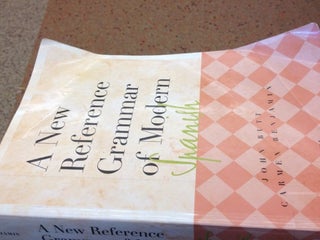 A New
Reference
Grammar
of Modern
Spanish
JOHN BUTT
CARMEN BENJAMIN
A New Reference